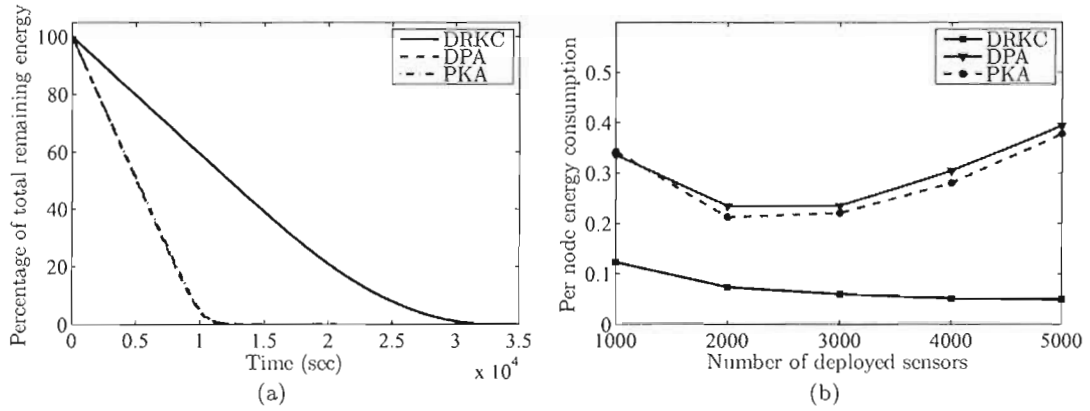 Percentage of total remaining energy
100
80
60
40
20
0
DRKC
DPA
PKA
0 0.5 1 1.5 2 2.5 3 3.5
Time (sec)
x 10^4
(a)
Per node energy consumption
0.5
0.4
0.3
0.2
0.1
0
DRKC
DPA
PKA
1000 2000 3000 4000 5000
Number of deployed sensors
(b)